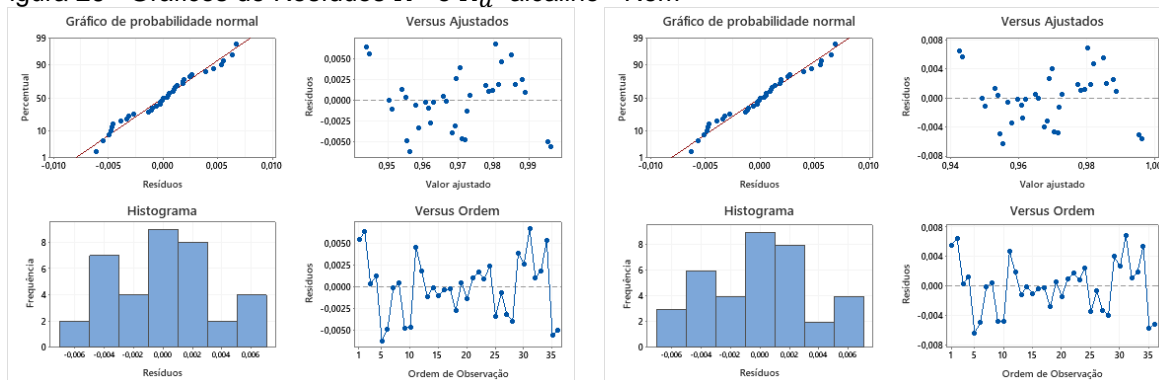 Gráfico de probabilidade normal
Versus Ajustados
Percentual
99
90
50
10
1
-0,010 -0,005 0,000 0,005 0,010
Resíduos
Resíduos
0,0050
0,0025
0,0000
-0,0025
-0,0050
0,95 0,96 0,97 0,98 0,99
Valor ajustado
Histograma
Versus Ordem
Frequência
8
6
4
2
0
-0,006 -0,004 -0,002 0,000 0,002 0,004 0,006
Resíduos
Resíduos
0,0050
0,0025
0,0000
-0,0025
-0,0050
1 5 10 15 20 25 30 35
Ordem de Observação
Gráfico de probabilidade normal
Versus Ajustados
Percentual
99
90
50
10
1
-0,010 -0,005 0,000 0,005 0,010
Resíduos
Resíduos
0,008
0,004
0,000
-0,004
-0,008
0,94 0,96 0,98
Valor ajustado
Histograma
Versus Ordem
Frequência
8
6
4
2
0
-0,006 -0,004 -0,002 0,000 0,002 0,004 0,006
Resíduos
Resíduos
0,008
0,004
0,000
-0,004
-0,008
1 5 10 15 20 25 30 35
Ordem de Observação